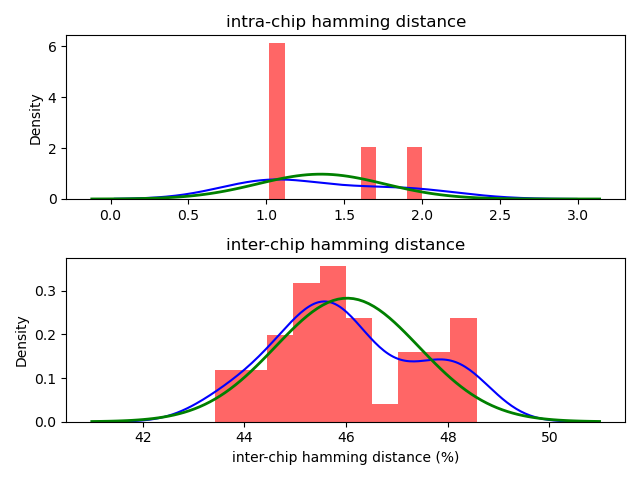 intra-chip hamming distance
6
4
2
0
Density
0.0 0.5 1.0 1.5 2.0 2.5 3.0
inter-chip hamming distance
0.3
0.2
0.1
0.0
Density
42 44 46 48 50
inter-chip hamming distance (%)